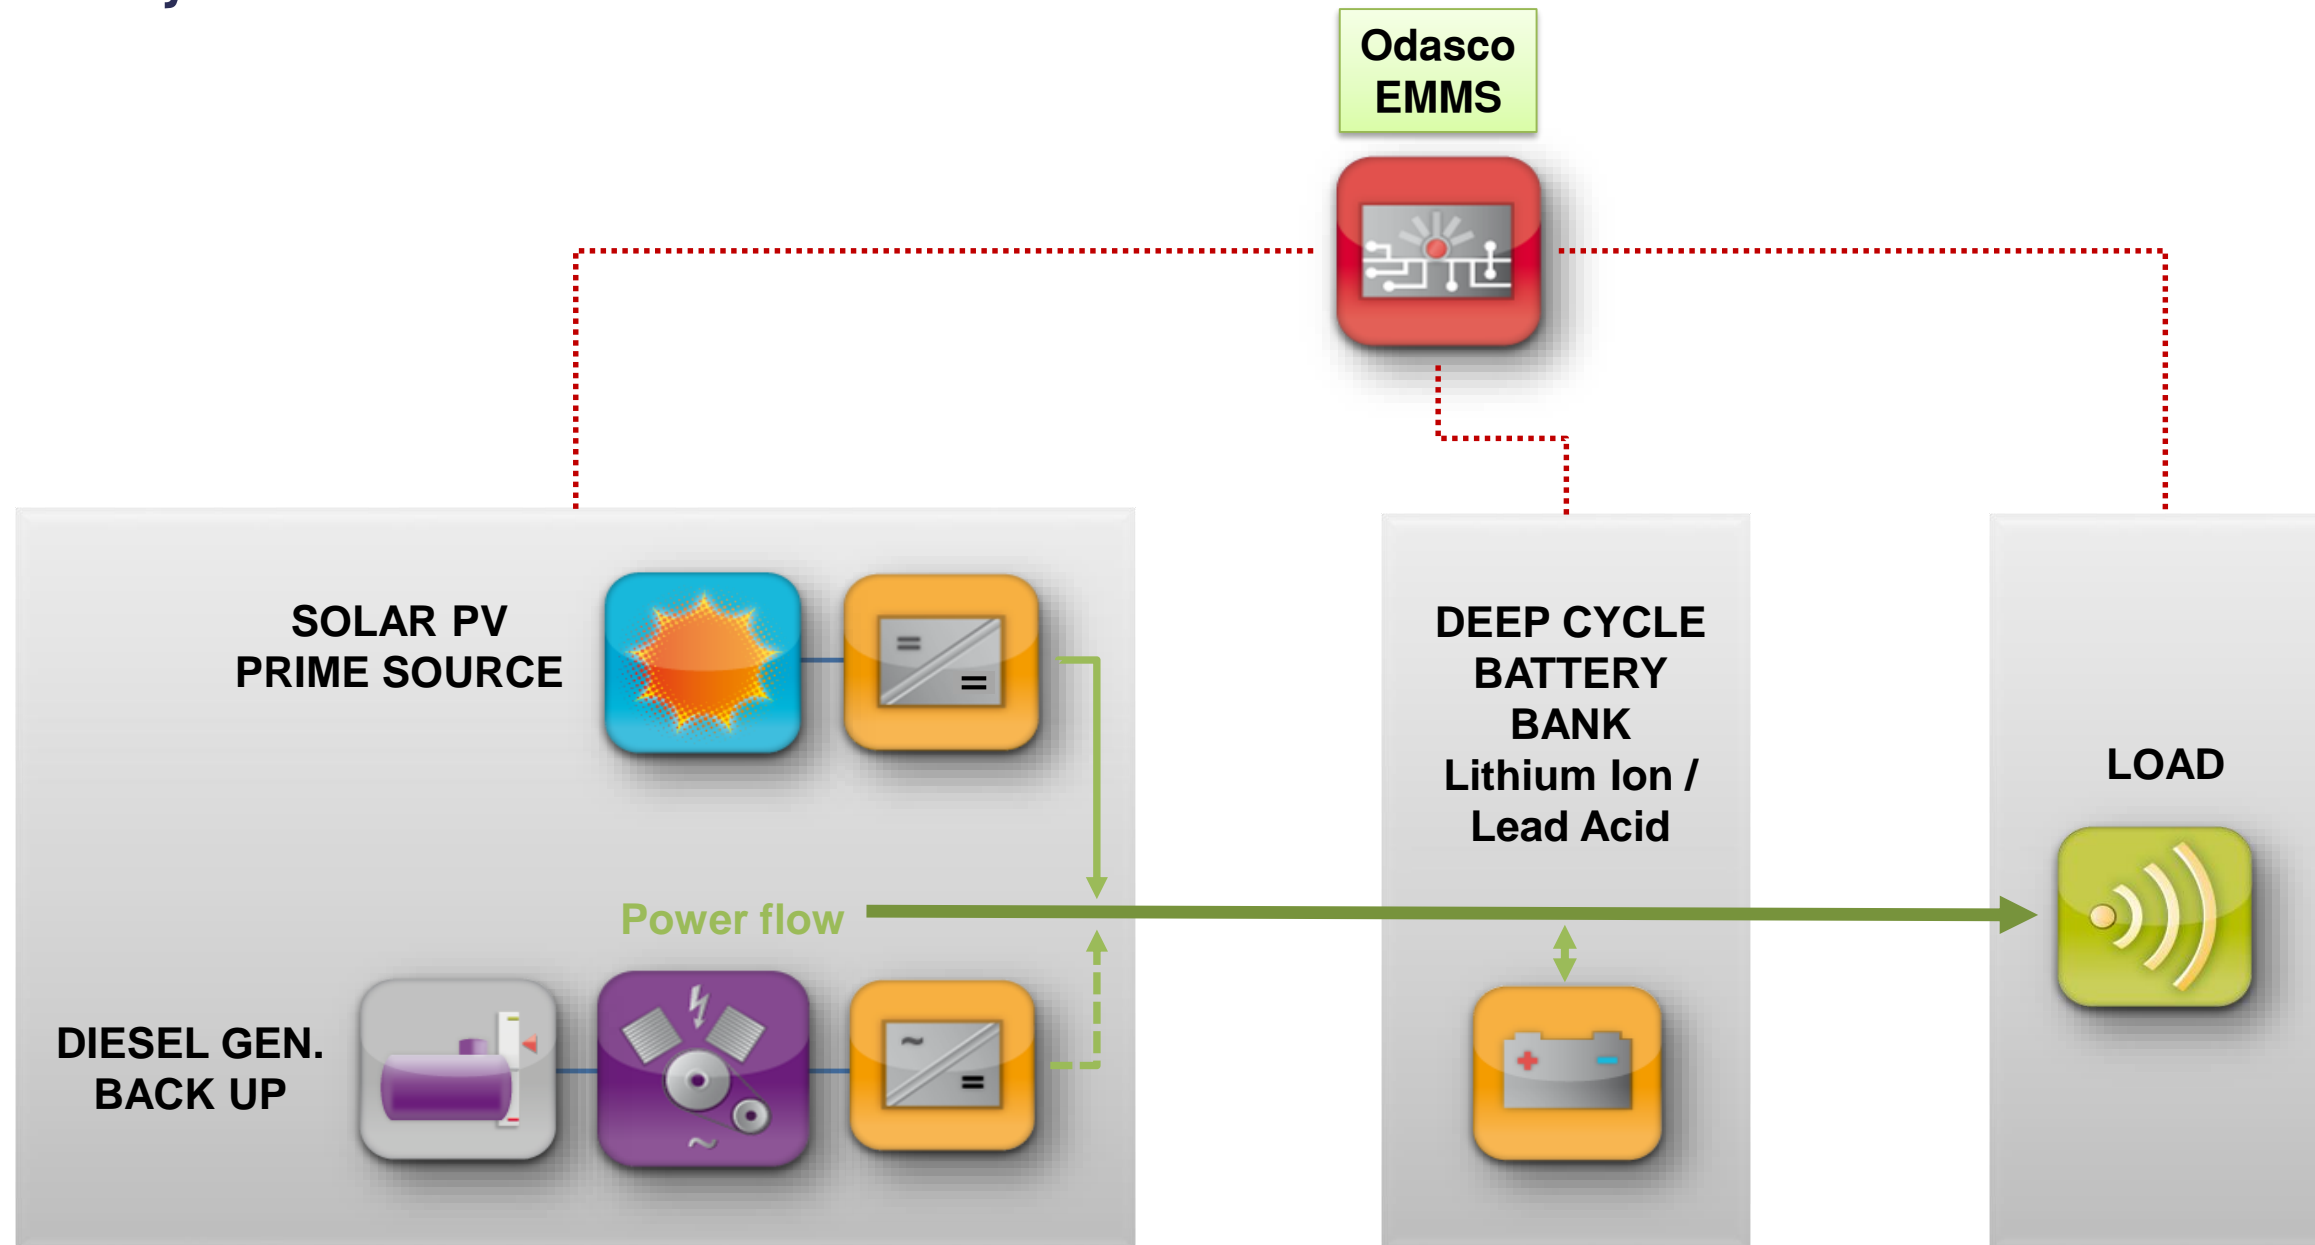 Odasco
EMMS
SOLAR PV
PRIME SOURCE
DEEP CYCLE
BATTERY
BANK
Lithium Ion /
Lead Acid
LOAD
Power flow
DIESEL GEN.
BACK UP